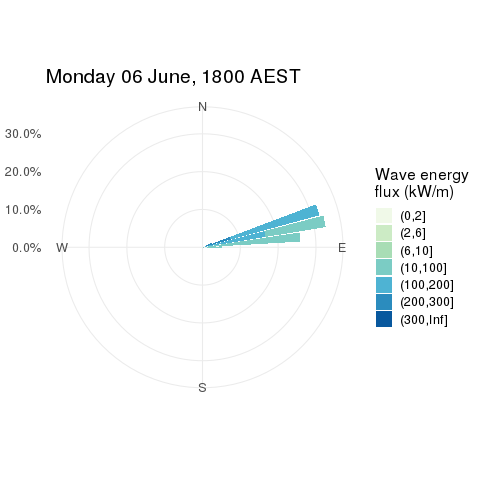 Monday 06 June, 1800 AEST
N
30.0%
20.0%
10.0%
0.0%
W
E
S
Wave energy
flux (kW/m)
(0,2]
(2,6]
(6,10]
(10,100]
(100,200]
(200,300]
(300,Inf]